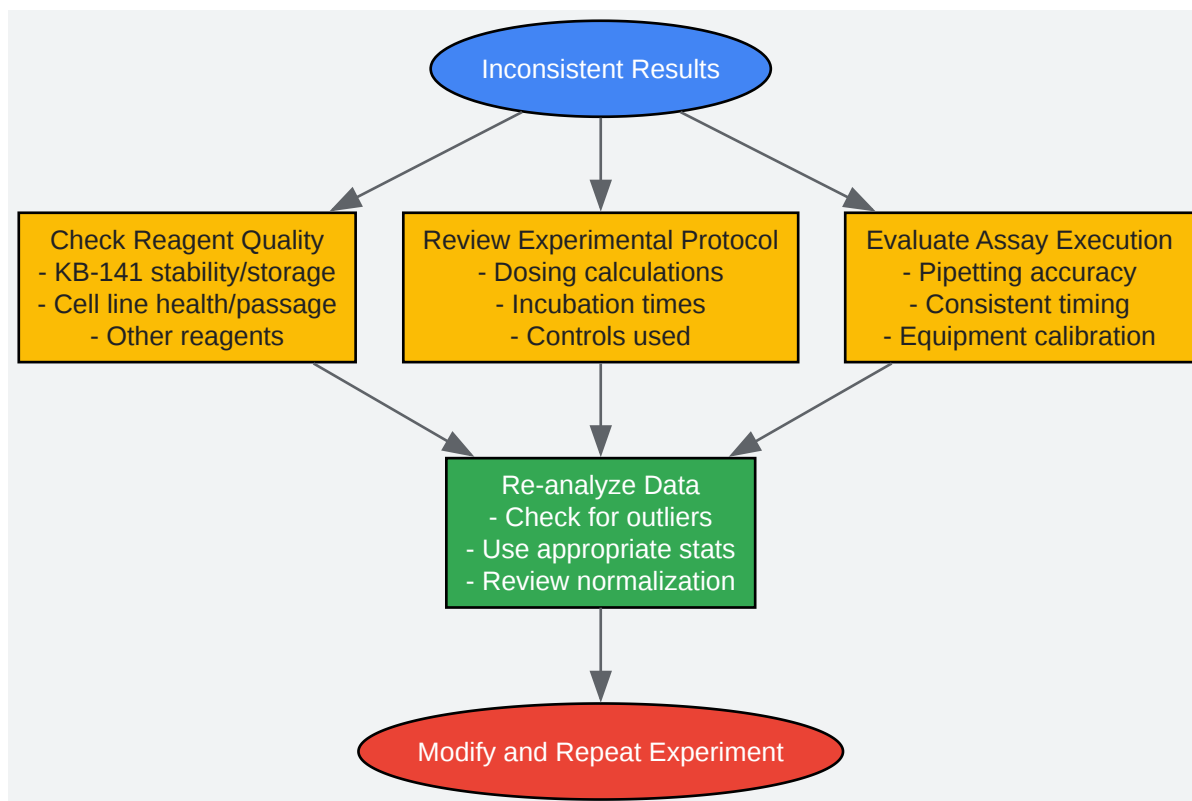 Inconsistent Results
Check Reagent Quality
- KB-141 stability/storage
- Cell line health/passage
- Other reagents
Review Experimental Protocol
- Dosing calculations
- Incubation times
- Controls used
Evaluate Assay Execution
- Pipetting accuracy
- Consistent timing
- Equipment calibration
Re-analyze Data
- Check for outliers
- Use appropriate stats
- Review normalization
Modify and Repeat Experiment